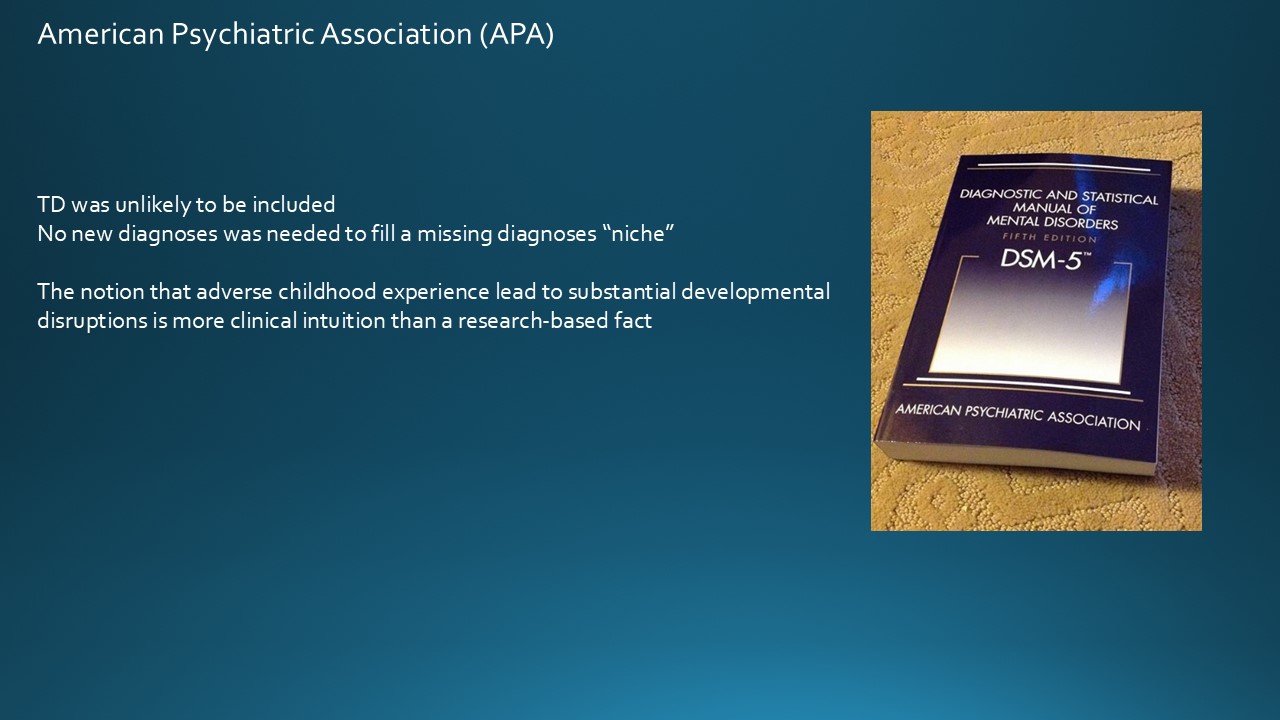 American Psychiatric Association (APA)
TD was unlikely to be included
No new diagnoses was needed to fill a missing diagnoses “niche”
The notion that adverse childhood experience lead to substantial developmental
disruptions is more clinical intuition than a research-based fact
DIAGNOSTIC AND STATISTICAL
MANUAL OF
MENTAL DISORDERS
FIFTH EDITION
DSM-5™
AMERICAN PSYCHIATRIC ASSOCIATION